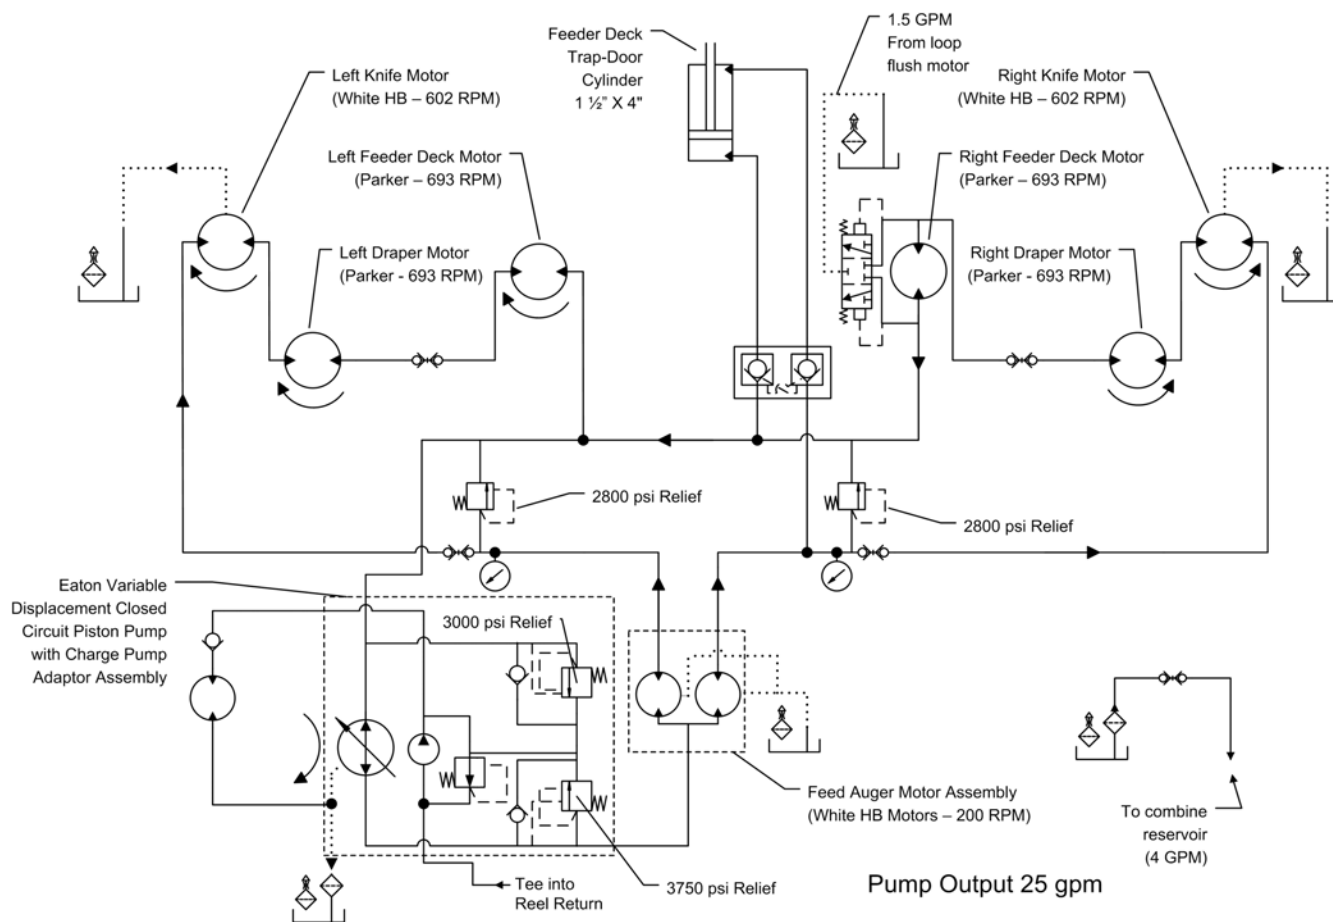 Feeder Deck
Trap-Door
Cylinder
1 ½” X 4"
1.5 GPM
From loop
flush motor
Left Knife Motor
(White HB – 602 RPM)
Right Knife Motor
(White HB – 602 RPM)
Left Feeder Deck Motor
(Parker – 693 RPM)
Right Feeder Deck Motor
(Parker – 693 RPM)
Left Draper Motor
(Parker - 693 RPM)
Right Draper Motor
(Parker - 693 RPM)
2800 psi Relief
2800 psi Relief
Eaton Variable
Displacement Closed
Circuit Piston Pump
with Charge Pump
Adaptor Assembly
3000 psi Relief
Feed Auger Motor Assembly
(White HB Motors – 200 RPM)
To combine
reservoir
(4 GPM)
Tee into
Reel Return
3750 psi Relief
Pump Output 25 gpm